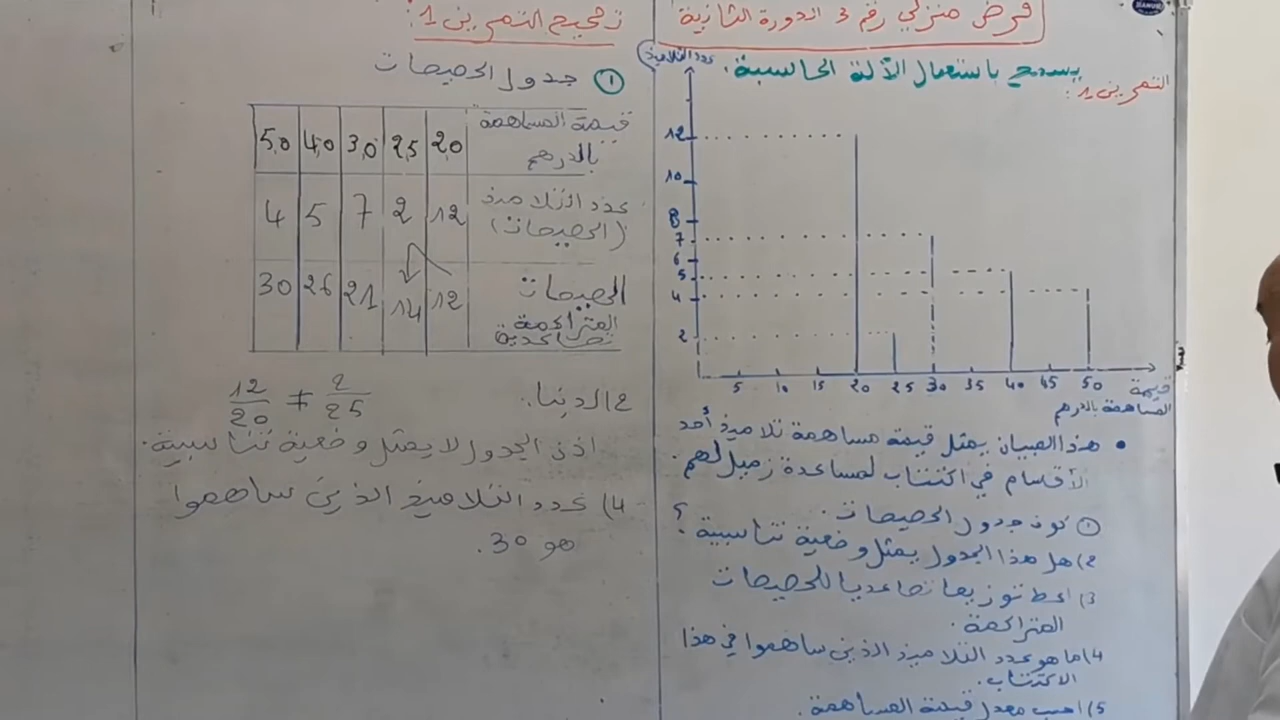 فرض منزلي رقم 3 الدورة الثانية
يسمح باستعمال الآلة الحاسبة.
التمرين 1:
عدد التلاميذ
12
10
8
7
6
5
4
2
5 10 15 20 25 30 35 40 45 50
قيمة
المساهمة بالدرهم
• هذا المبيان يمثل قيمة مساهمة تلاميذ أحد
الأقسام في اكتتاب لمساعدة زميل لهم.
1 كون جدول الحصيصات.
2) هل هذا الجدول يمثل وضعية تناسبية؟
3) اعط توزيعا تصاعديا للحصيصات
المتراكمة.
4) ما هو عدد التلاميذ الذين ساهموا في هذا
الاكتتاب.
5) احسب معدل قيمة المساهمة.
تصحيح التمرين 1:
1 جدول الحصيصات
قيمة المساهمة بالدرهم 20 25 30 40 50
عدد التلاميذ (الحصيصات) 12 2 7 5 4
الحصيصات المتراكمة تصاعدية 12 14 21 26 30
2) لدينا: 12/20 ≠ 2/25
اذن الجدول لا يمثل وضعية تناسبية.
4) عدد التلاميذ الذين ساهموا
هو 30.